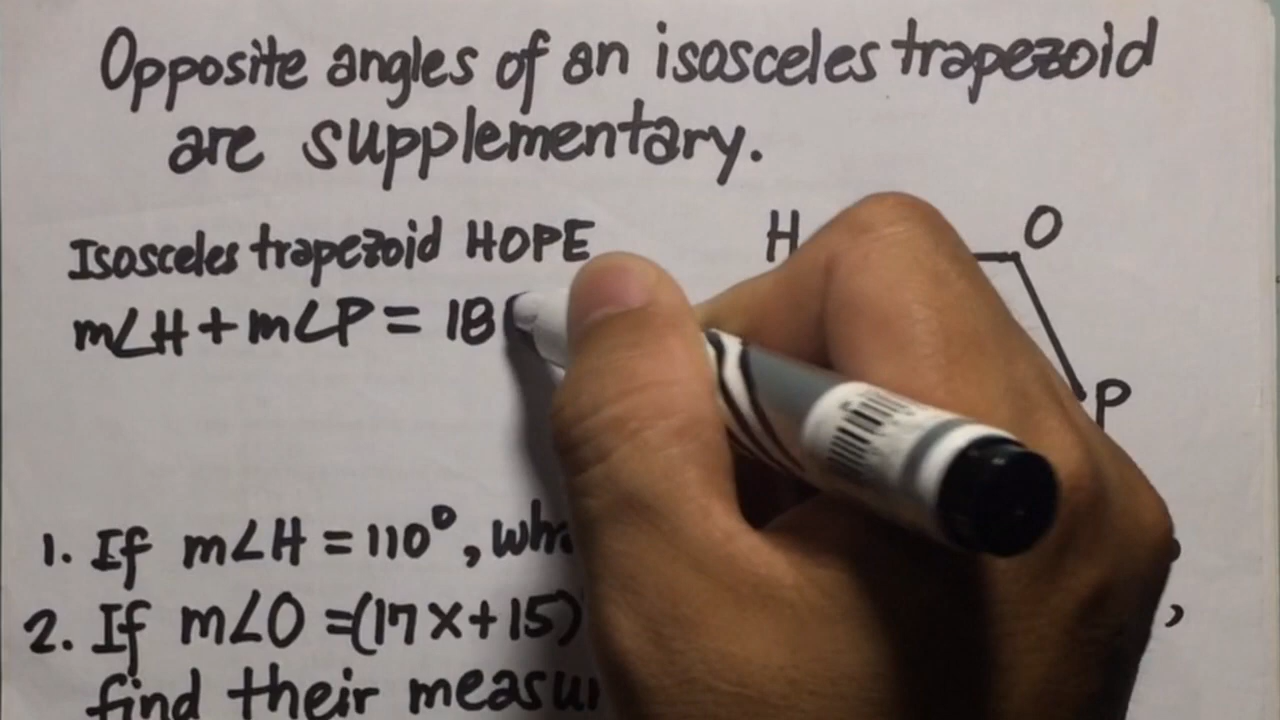 Opposite angles of an isosceles trapezoid
are supplementary.
Isosceles trapezoid HOPE
H
O
m∠H + m∠P = 18
P
1. If m∠H = 110°,
2. If m∠O =(17x+15)
,
find their